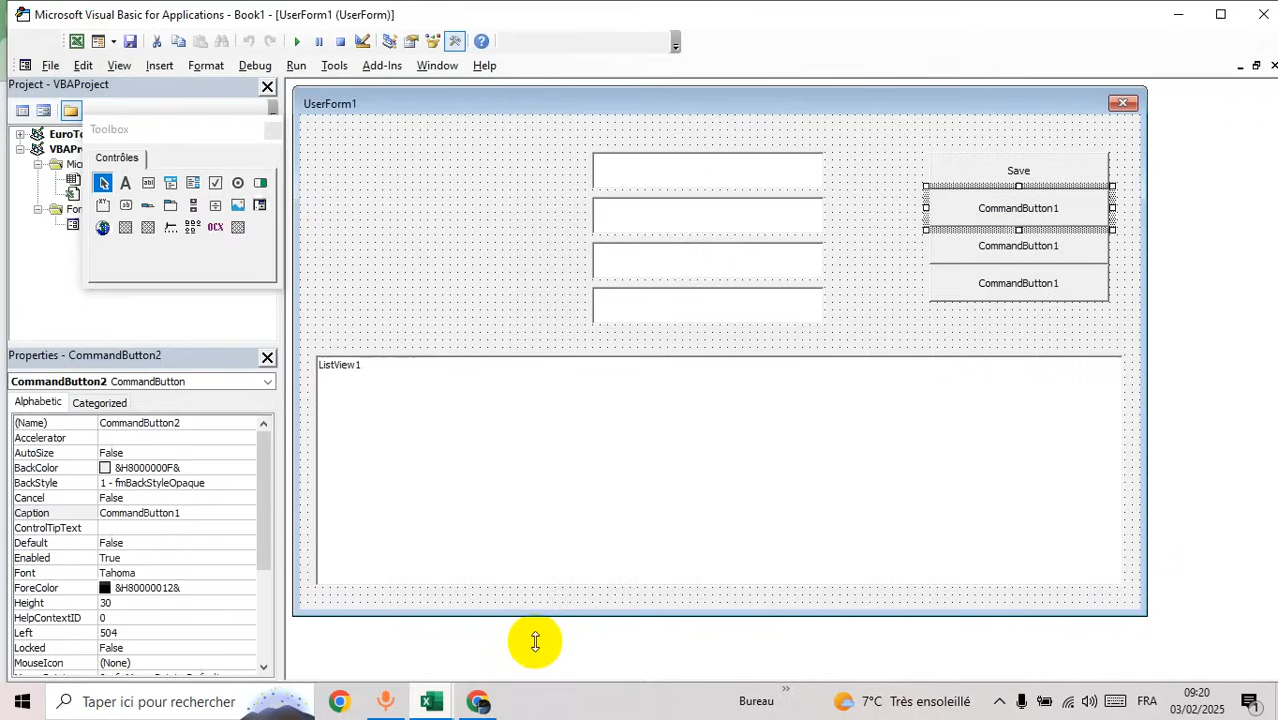 Microsoft Visual Basic for Applications - Book1 - [UserForm1 (UserForm)]
File Edit View Insert Format Debug Run Tools Add-Ins Window Help
Project - VBAProject
EuroTo
VBAPr
Mic
For
Toolbox
Contrôles
UserForm1
Save
CommandButton1
CommandButton1
CommandButton1
ListView1
Properties - CommandButton2
CommandButton2 CommandButton
Alphabetic Categorized
(Name) CommandButton2
Accelerator
AutoSize False
BackColor &H8000000F&
BackStyle 1 - fmBackStyleOpaque
Cancel False
Caption CommandButton1
ControlTipText
Default False
Enabled True
Font Tahoma
ForeColor &H80000012&
Height 30
HelpContextID 0
Left 504
Locked False
MouseIcon (None)
Taper ici pour rechercher
Bureau
7°C Très ensoleillé
FRA
09:20
03/02/2025